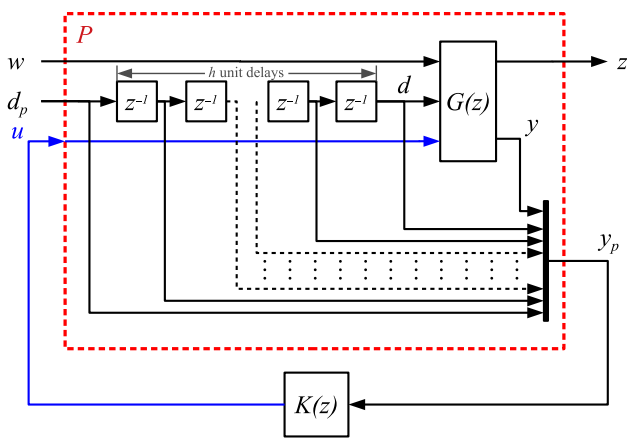 P
w
z
h unit delays
d
d_p
z⁻¹
z⁻¹
z⁻¹
z⁻¹
G(z)
u
y
y_p
K(z)